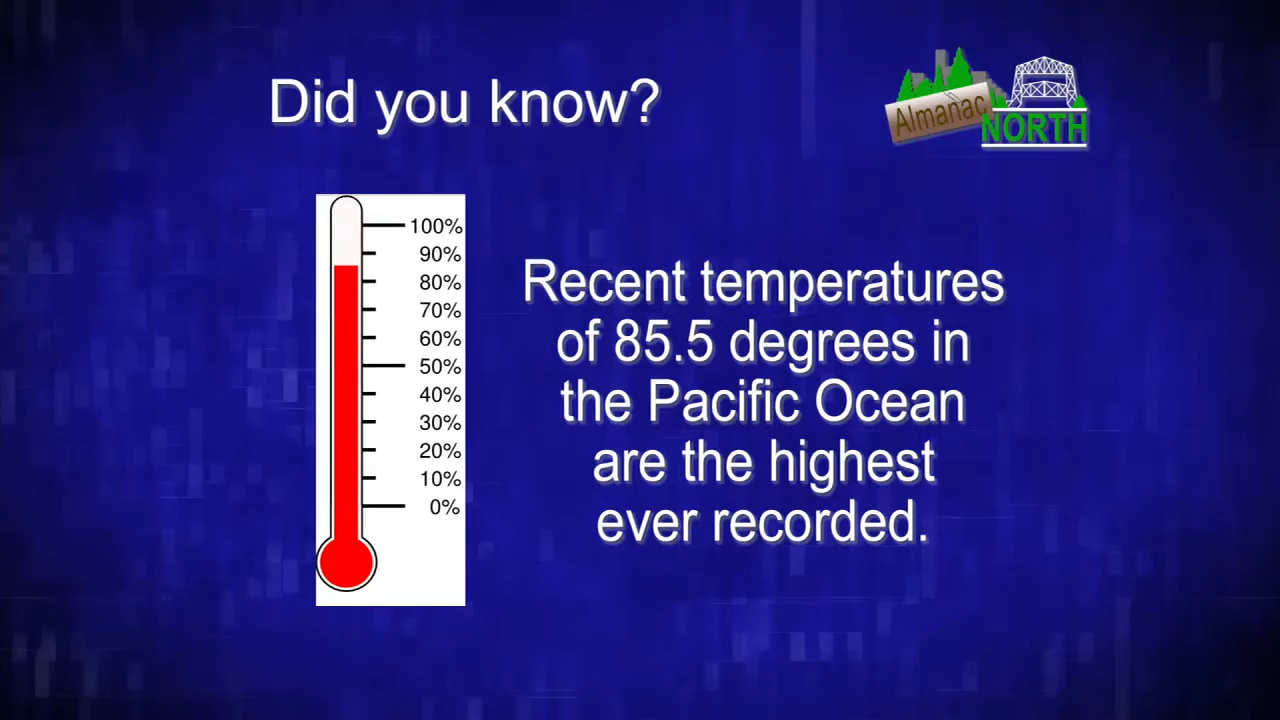 Did you know?
Almanac
NORTH
100%
90%
80%
70%
60%
50%
40%
30%
20%
10%
0%
Recent temperatures
of 85.5 degrees in
the Pacific Ocean
are the highest
ever recorded.